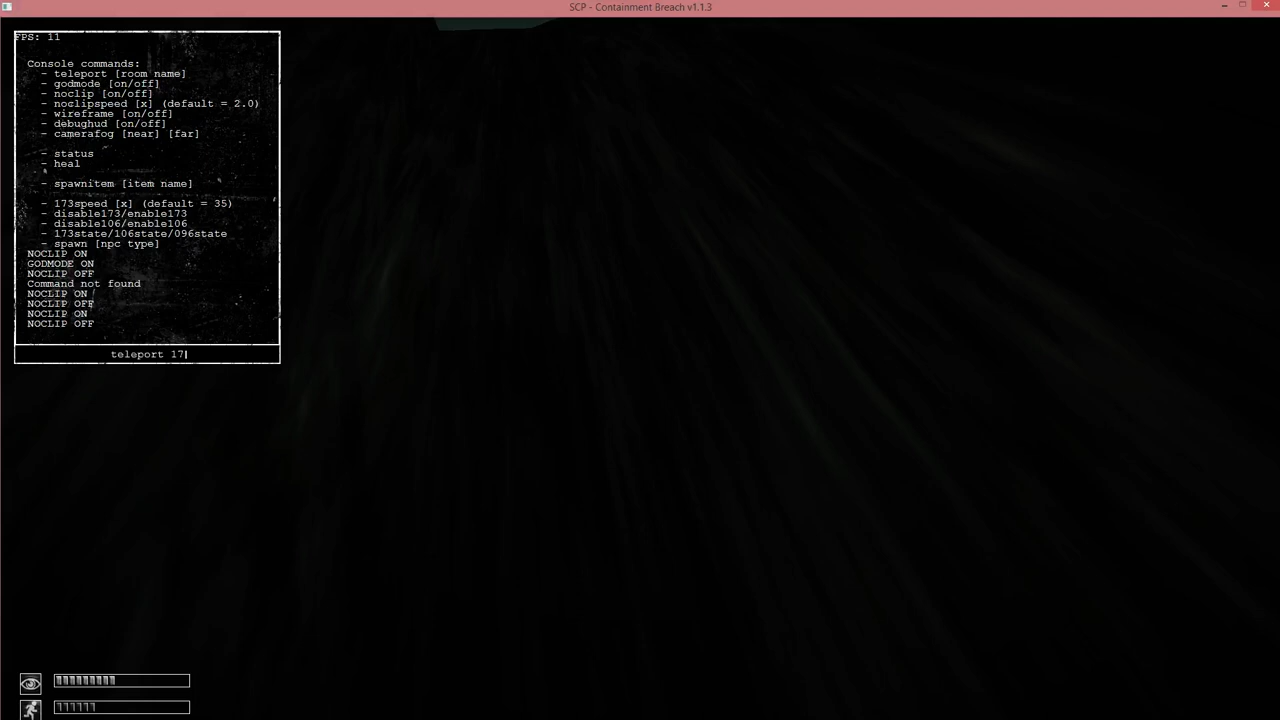 SCP - Containment Breach v1.1.3
FPS: 11
Console commands:
- teleport [room name]
- godmode [on/off]
- noclip [on/off]
- noclipspeed [x] (default = 2.0)
- wireframe [on/off]
- debughud [on/off]
- camerafog [near] [far]
- status
- heal
- spawnitem [item name]
- 173speed [x] (default = 35)
- disable173/enable173
- disable106/enable106
- 173state/106state/096state
- spawn [npc type]
NOCLIP ON
GODMODE ON
NOCLIP OFF
Command not found
NOCLIP ON
NOCLIP OFF
NOCLIP ON
NOCLIP OFF
teleport 17